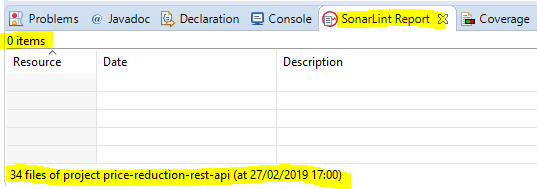 Problems @ Javadoc Declaration Console SonarLint Report Coverage
0 items
Resource Date Description
34 files of project price-reduction-rest-api (at 27/02/2019 17:00)